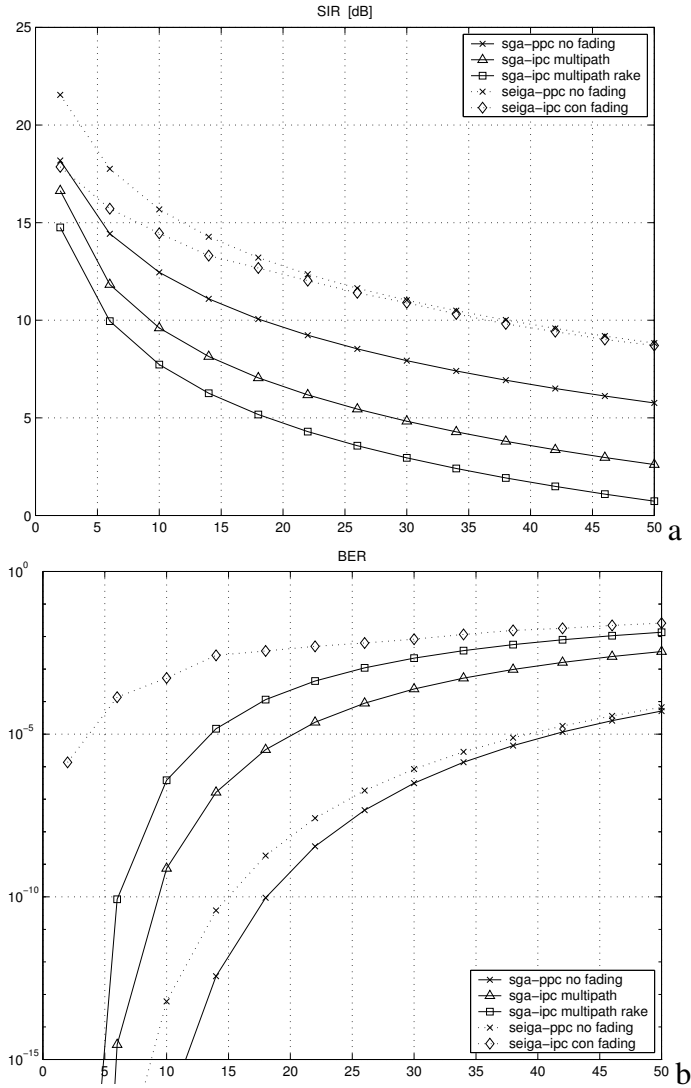 SIR [dB]
25
20
15
10
5
0
sga−ppc no fading
sga−ipc multipath
sga−ipc multipath rake
seiga−ppc no fading
seiga−ipc con fading
0 5 10 15 20 25 30 35 40 45 50
a
BER
10^0
10^−5
10^−10
10^−15
sga−ppc no fading
sga−ipc multipath
sga−ipc multipath rake
seiga−ppc no fading
seiga−ipc con fading
0 5 10 15 20 25 30 35 40 45 50
b